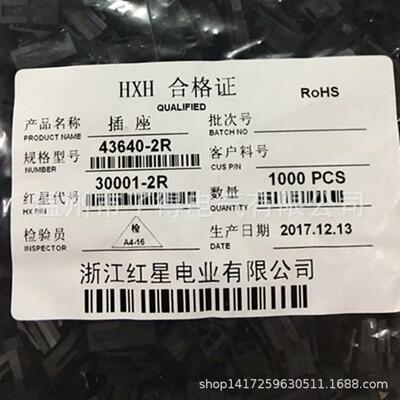 HXH 合格证
QUALIFIED
RoHS
产品名称 插座 批次号
PRODUCT NAME BATCH NO
规格型号 43640-2R 客户料号
NUMBER CUS P/N
红星代号 30001-2R 数量 1000 PCS
HX P/N QUANTITY
检验员 检 A4-16 生产日期 2017.12.13
INSPECTOR DATE
浙江红星电业有限公司
shop1417259630511.1688.com